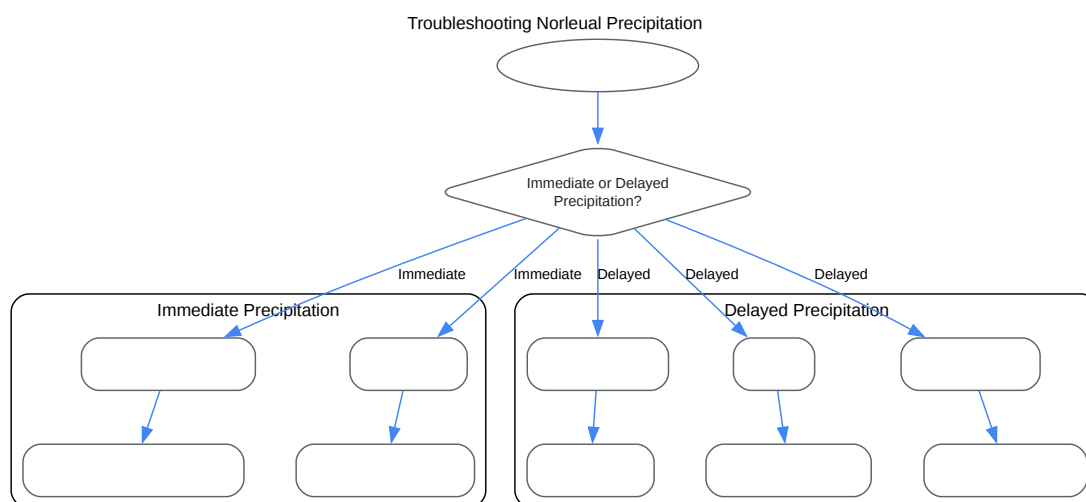 Troubleshooting Norleual Precipitation
Immediate or Delayed
Precipitation?
Immediate
Immediate
Delayed
Delayed
Delayed
Immediate Precipitation
Delayed Precipitation